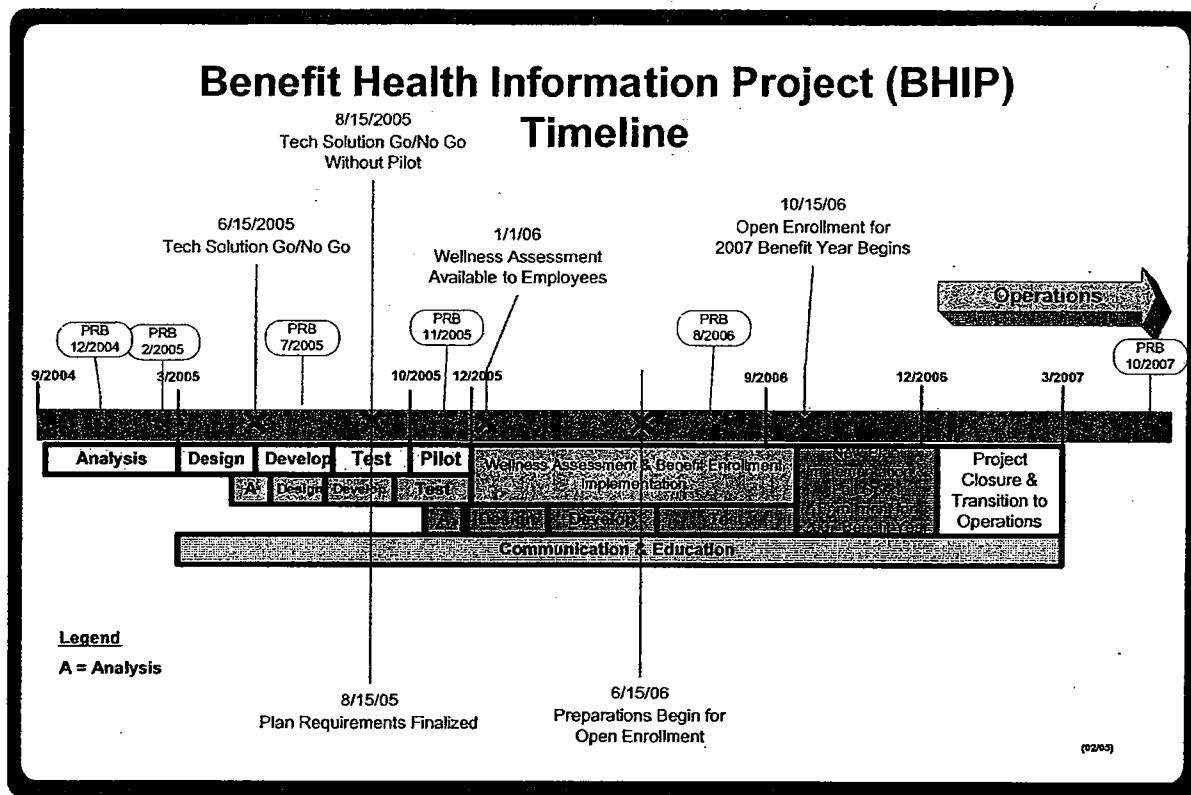 Benefit Health Information Project (BHIP)
Timeline
8/15/2005
Tech Solution Go/No Go
Without Pilot
6/15/2005
Tech Solution Go/No Go
1/1/06
Wellness Assessment
Available to Employees
10/15/06
Open Enrollment for
2007 Benefit Year Begins
Operations
PRB
12/2004
PRB
2/2005
PRB
7/2005
PRB
11/2005
PRB
8/2006
PRB
10/2007
9/2004
3/2005
10/2005
12/2005
9/2006
12/2006
3/2007
Analysis
Design
Develop
Test
Pilot
Wellness Assessment & Benefit Enrollment
Implementation
Project
Closure &
Transition to
Operations
A
Design
Develop
Test
A
Design
Develop
Communication & Education
Legend
A = Analysis
8/15/05
Plan Requirements Finalized
6/15/06
Preparations Begin for
Open Enrollment
(02/05)